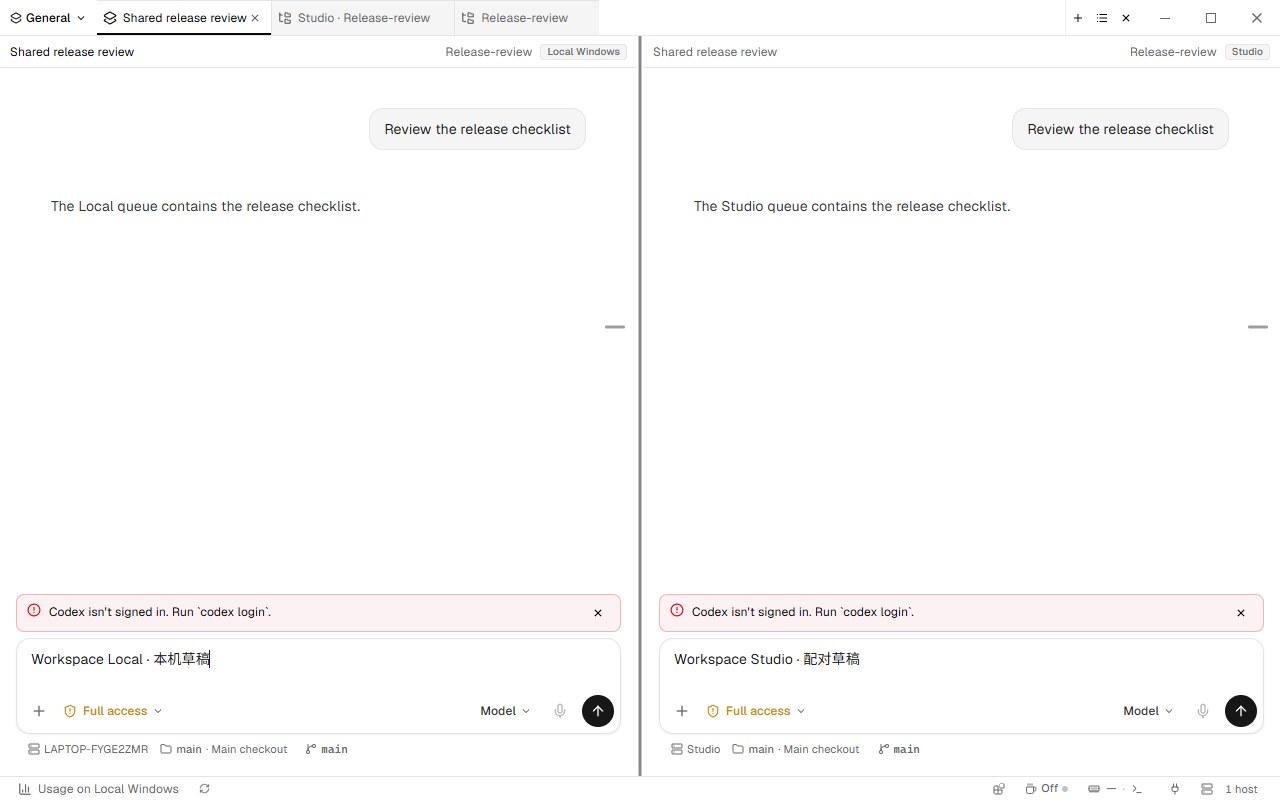 General
Shared release review
Studio · Release-review
Release-review
Shared release review
Release-review
Local Windows
Shared release review
Release-review
Studio
Review the release checklist
The Local queue contains the release checklist.
Review the release checklist
The Studio queue contains the release checklist.
Codex isn't signed in. Run `codex login`.
Workspace Local · 本机草稿
Full access
Model
LAPTOP-FYGE2ZMR
main · Main checkout
main
Codex isn't signed in. Run `codex login`.
Workspace Studio · 配对草稿
Full access
Model
Studio
main · Main checkout
main
Usage on Local Windows
Off
— ·
1 host